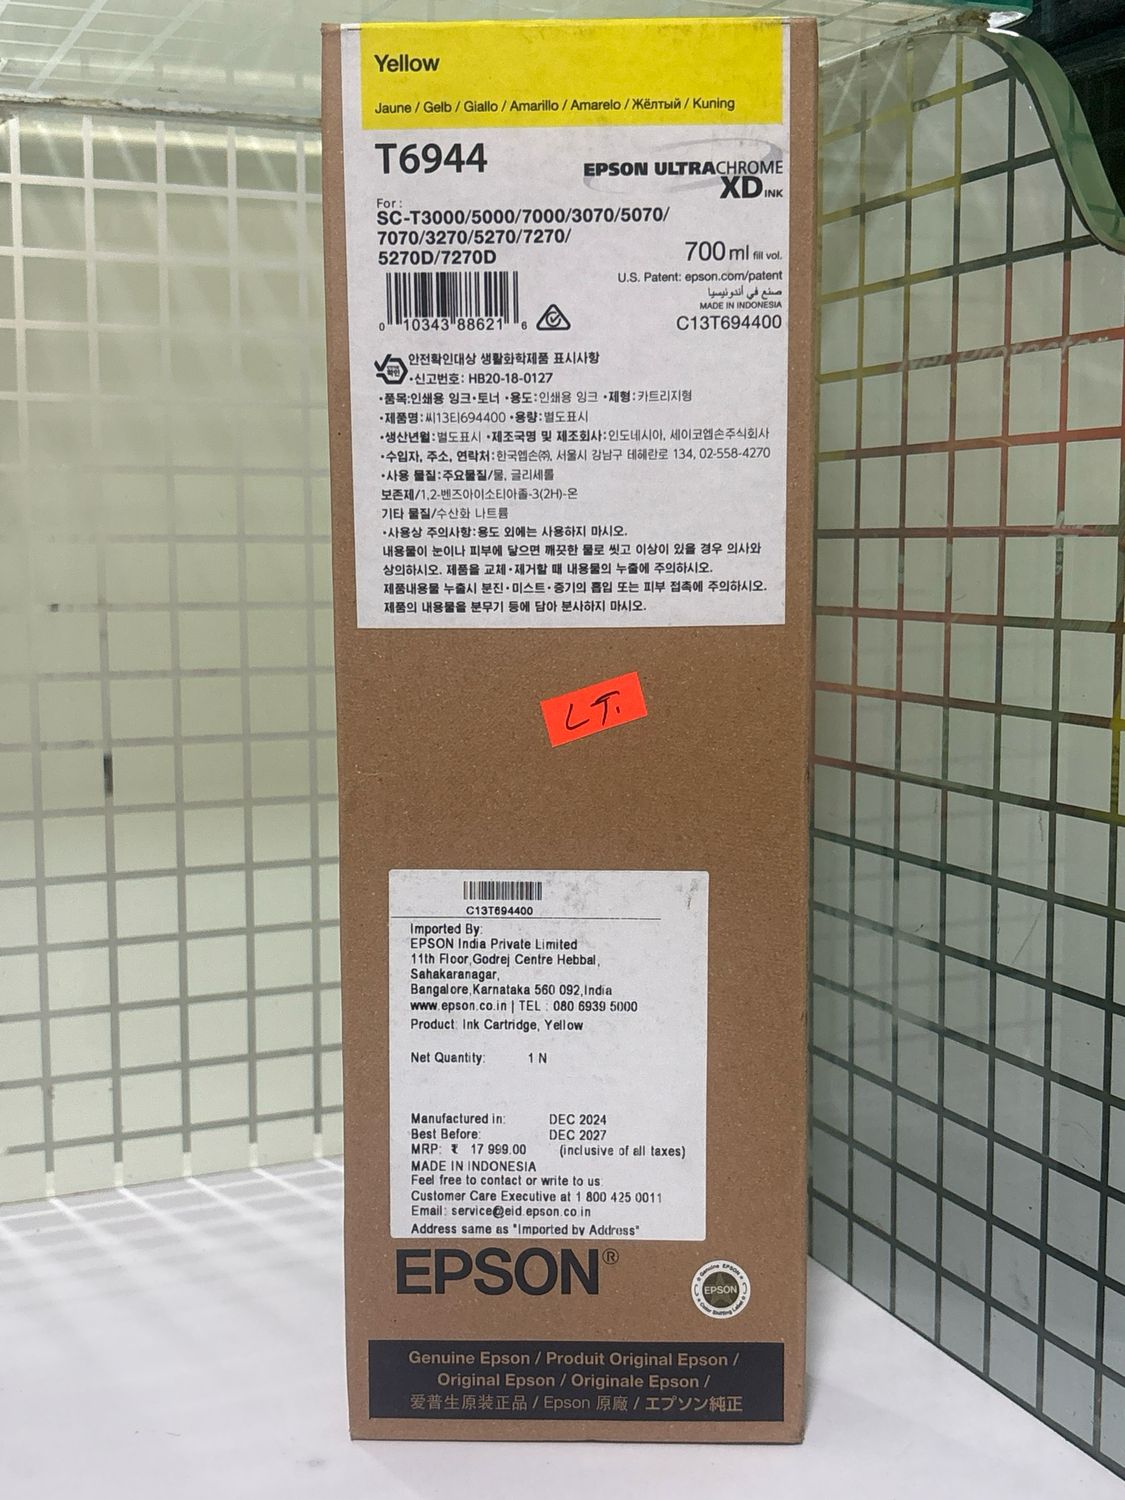 Yellow
Jaune / Gelb / Giallo / Amarillo / Amarelo / Жёлтый / Kuning
T6944
EPSON ULTRACHROME
XD INK
For :
SC-T3000/5000/7000/3070/5070/
7070/3270/5270/7270/
5270D/7270D
700 ml fill vol.
U.S. Patent: epson.com/patent
صنع في أندونيسيا
MADE IN INDONESIA
C13T694400
0 10343 88621 6
안전확인대상 생활화학제품 표시사항
•신고번호: HB20-18-0127
•품목:인쇄용 잉크•토너 •용도:인쇄용 잉크 •제형:카트리지형
•제품명:씨13티694400 •용량:별도표시
•생산년월:별도표시 •제조국명 및 제조회사:인도네시아, 세이코엡손주식회사
•수입자, 주소, 연락처:한국엡손㈜, 서울시 강남구 테헤란로 134, 02-558-4270
•사용 물질:주요물질/물, 글리세롤
보존제/1,2-벤즈아이소티아졸-3(2H)-온
기타 물질/수산화 나트륨
•사용상 주의사항:용도 외에는 사용하지 마시오.
내용물이 눈이나 피부에 닿으면 깨끗한 물로 씻고 이상이 있을 경우 의사와
상의하시오. 제품을 교체•제거할 때 내용물의 누출에 주의하시오.
제품내용물 누출시 분진•미스트•증기의 흡입 또는 피부 접촉에 주의하시오.
제품의 내용물을 분무기 등에 담아 분사하지 마시오.
LT.
C13T694400
Imported By:
EPSON India Private Limited
11th Floor,Godrej Centre Hebbal,
Sahakaranagar,
Bangalore,Karnataka 560 092,India
www.epson.co.in | TEL : 080 6939 5000
Product: Ink Cartridge, Yellow
Net Quantity: 1 N
Manufactured in: DEC 2024
Best Before: DEC 2027
MRP: ₹ 17 999.00 (inclusive of all taxes)
MADE IN INDONESIA
Feel free to contact or write to us:
Customer Care Executive at 1 800 425 0011
Email: service@eid.epson.co.in
Address same as "Imported by Address"
EPSON®
Genuine EPSON
EPSON
Color Shifting Label
Genuine Epson / Produit Original Epson /
Original Epson / Originale Epson /
爱普生原装正品 / Epson 原廠 / エプソン純正